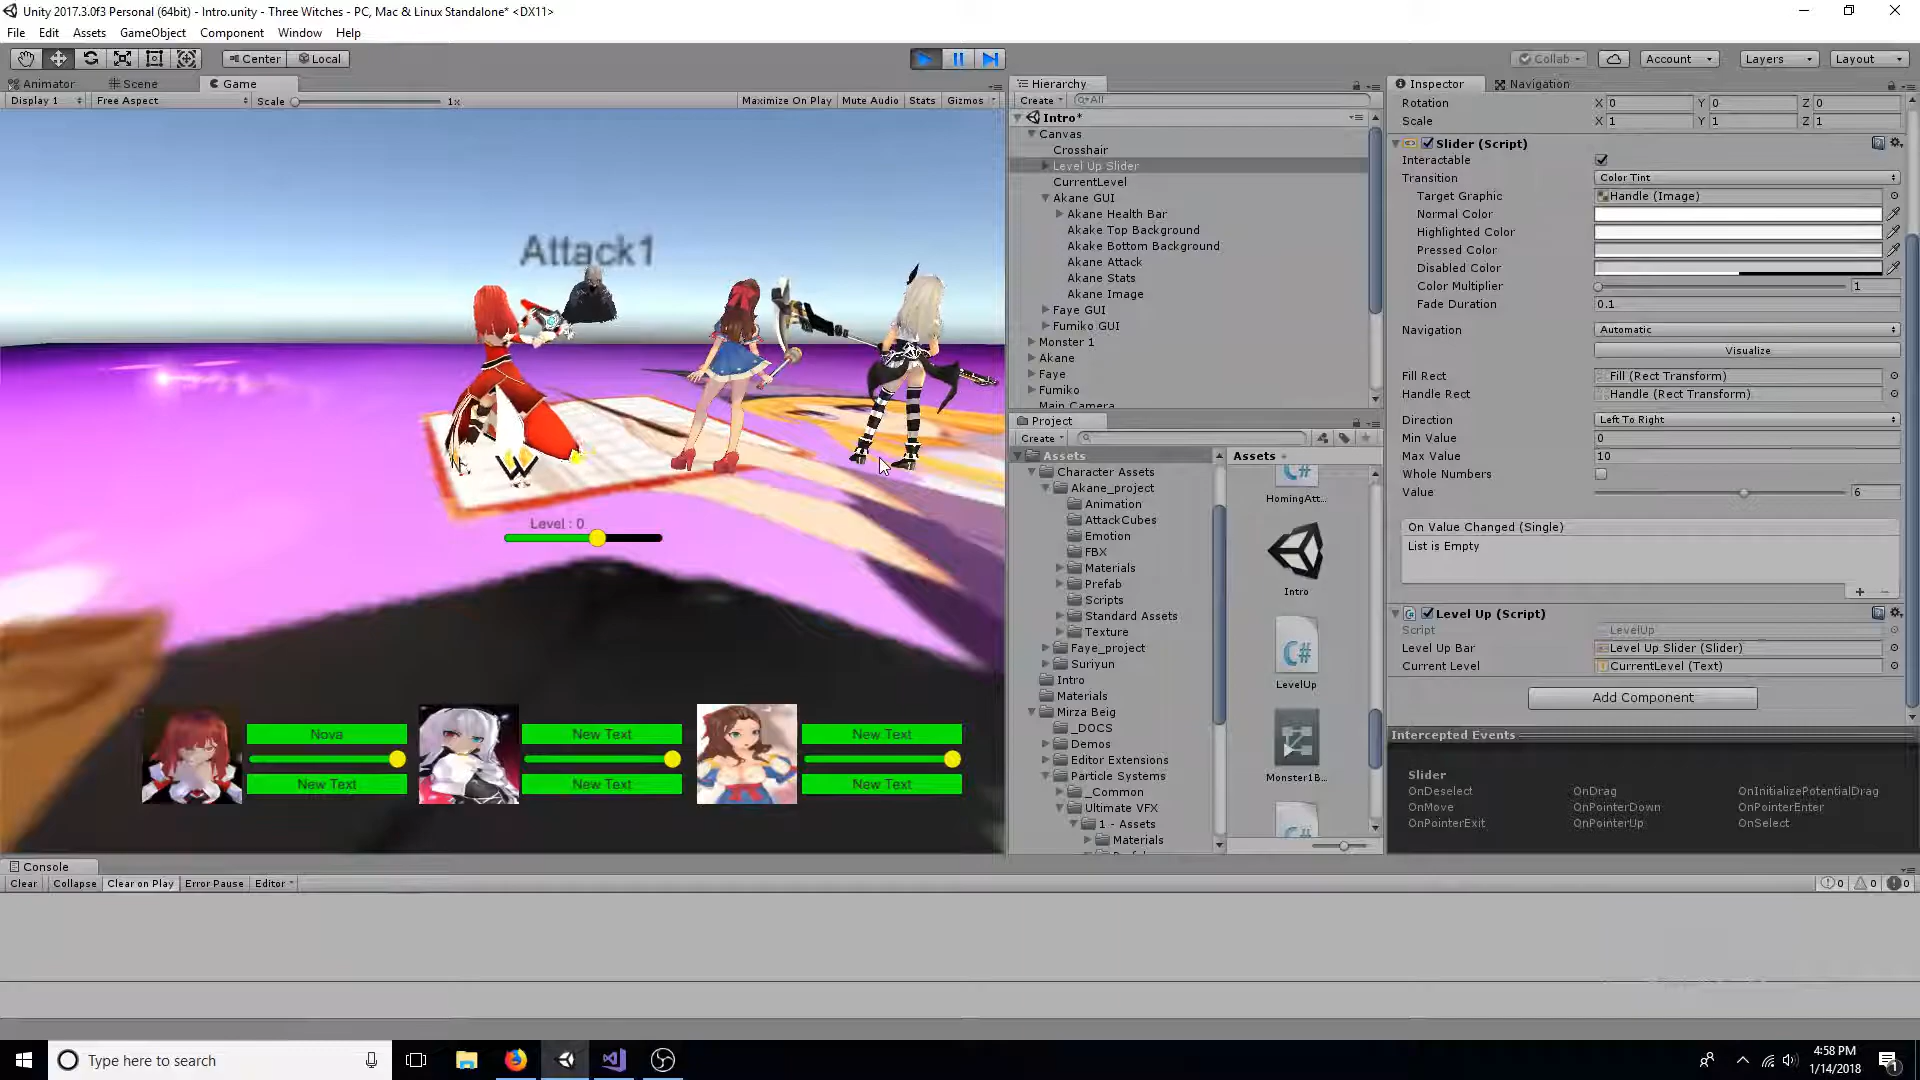 Unity 2017.3.0f3 Personal (64bit) - Intro.unity - Three Witches - PC, Mac & Linux Standalone* <DX11>
File Edit Assets GameObject Component Window Help
Center Local Collab Account Layers Layout
Animator Scene Game
Display 1 Free Aspect Scale 1x Maximize On Play Mute Audio Stats Gizmos
Attack1
W
Level : 0
Nova
New Text
New Text
New Text
New Text
New Text
Hierarchy
Create All
Intro*
Canvas
Crosshair
Level Up Slider
CurrentLevel
Akane GUI
Akane Health Bar
Akake Top Background
Akake Bottom Background
Akane Attack
Akane Stats
Akane Image
Faye GUI
Fumiko GUI
Monster 1
Akane
Faye
Fumiko
Main Camera
Project
Create
Assets
Character Assets
Akane_project
Animation
AttackCubes
Emotion
FBX
Materials
Prefab
Scripts
Standard Assets
Texture
Faye_project
Suriyun
Intro
Materials
Mirza Beig
_DOCS
Demos
Editor Extensions
Particle Systems
_Common
Ultimate VFX
1 - Assets
Materials
Assets
C#
HomingAtt...
Intro
C#
LevelUp
Monster1B...
C#
Inspector Navigation
Rotation X 0 Y 0 Z 0
Scale X 1 Y 1 Z 1
Slider (Script)
Interactable
Transition Color Tint
Target Graphic Handle (Image)
Normal Color
Highlighted Color
Pressed Color
Disabled Color
Color Multiplier 1
Fade Duration 0.1
Navigation Automatic
Visualize
Fill Rect Fill (Rect Transform)
Handle Rect Handle (Rect Transform)
Direction Left To Right
Min Value 0
Max Value 10
Whole Numbers
Value 6
On Value Changed (Single)
List is Empty
Level Up (Script)
Script LevelUp
Level Up Bar Level Up Slider (Slider)
Current Level CurrentLevel (Text)
Add Component
Intercepted Events
Slider
OnDeselect OnDrag OnInitializePotentialDrag
OnMove OnPointerDown OnPointerEnter
OnPointerExit OnPointerUp OnSelect
Console
Clear Collapse Clear on Play Error Pause Editor 0 0 0
Type here to search
4:58 PM
1/14/2018
1